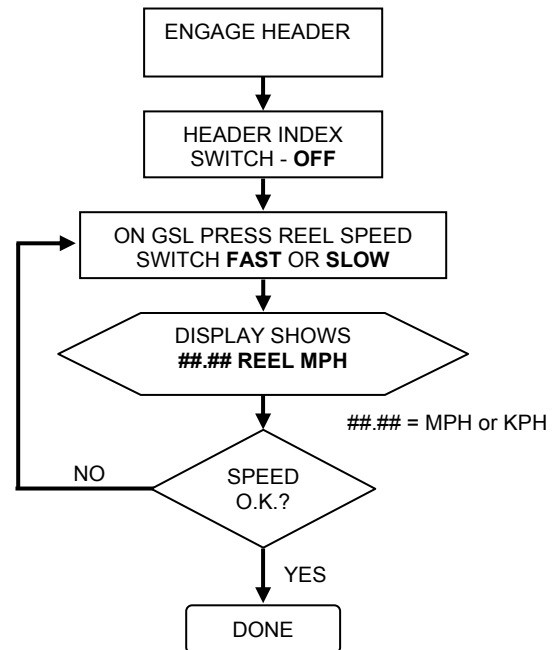 ENGAGE HEADER
HEADER INDEX
SWITCH - OFF
ON GSL PRESS REEL SPEED
SWITCH FAST OR SLOW
DISPLAY SHOWS
##.## REEL MPH
##.## = MPH or KPH
SPEED
O.K.?
NO
YES
DONE